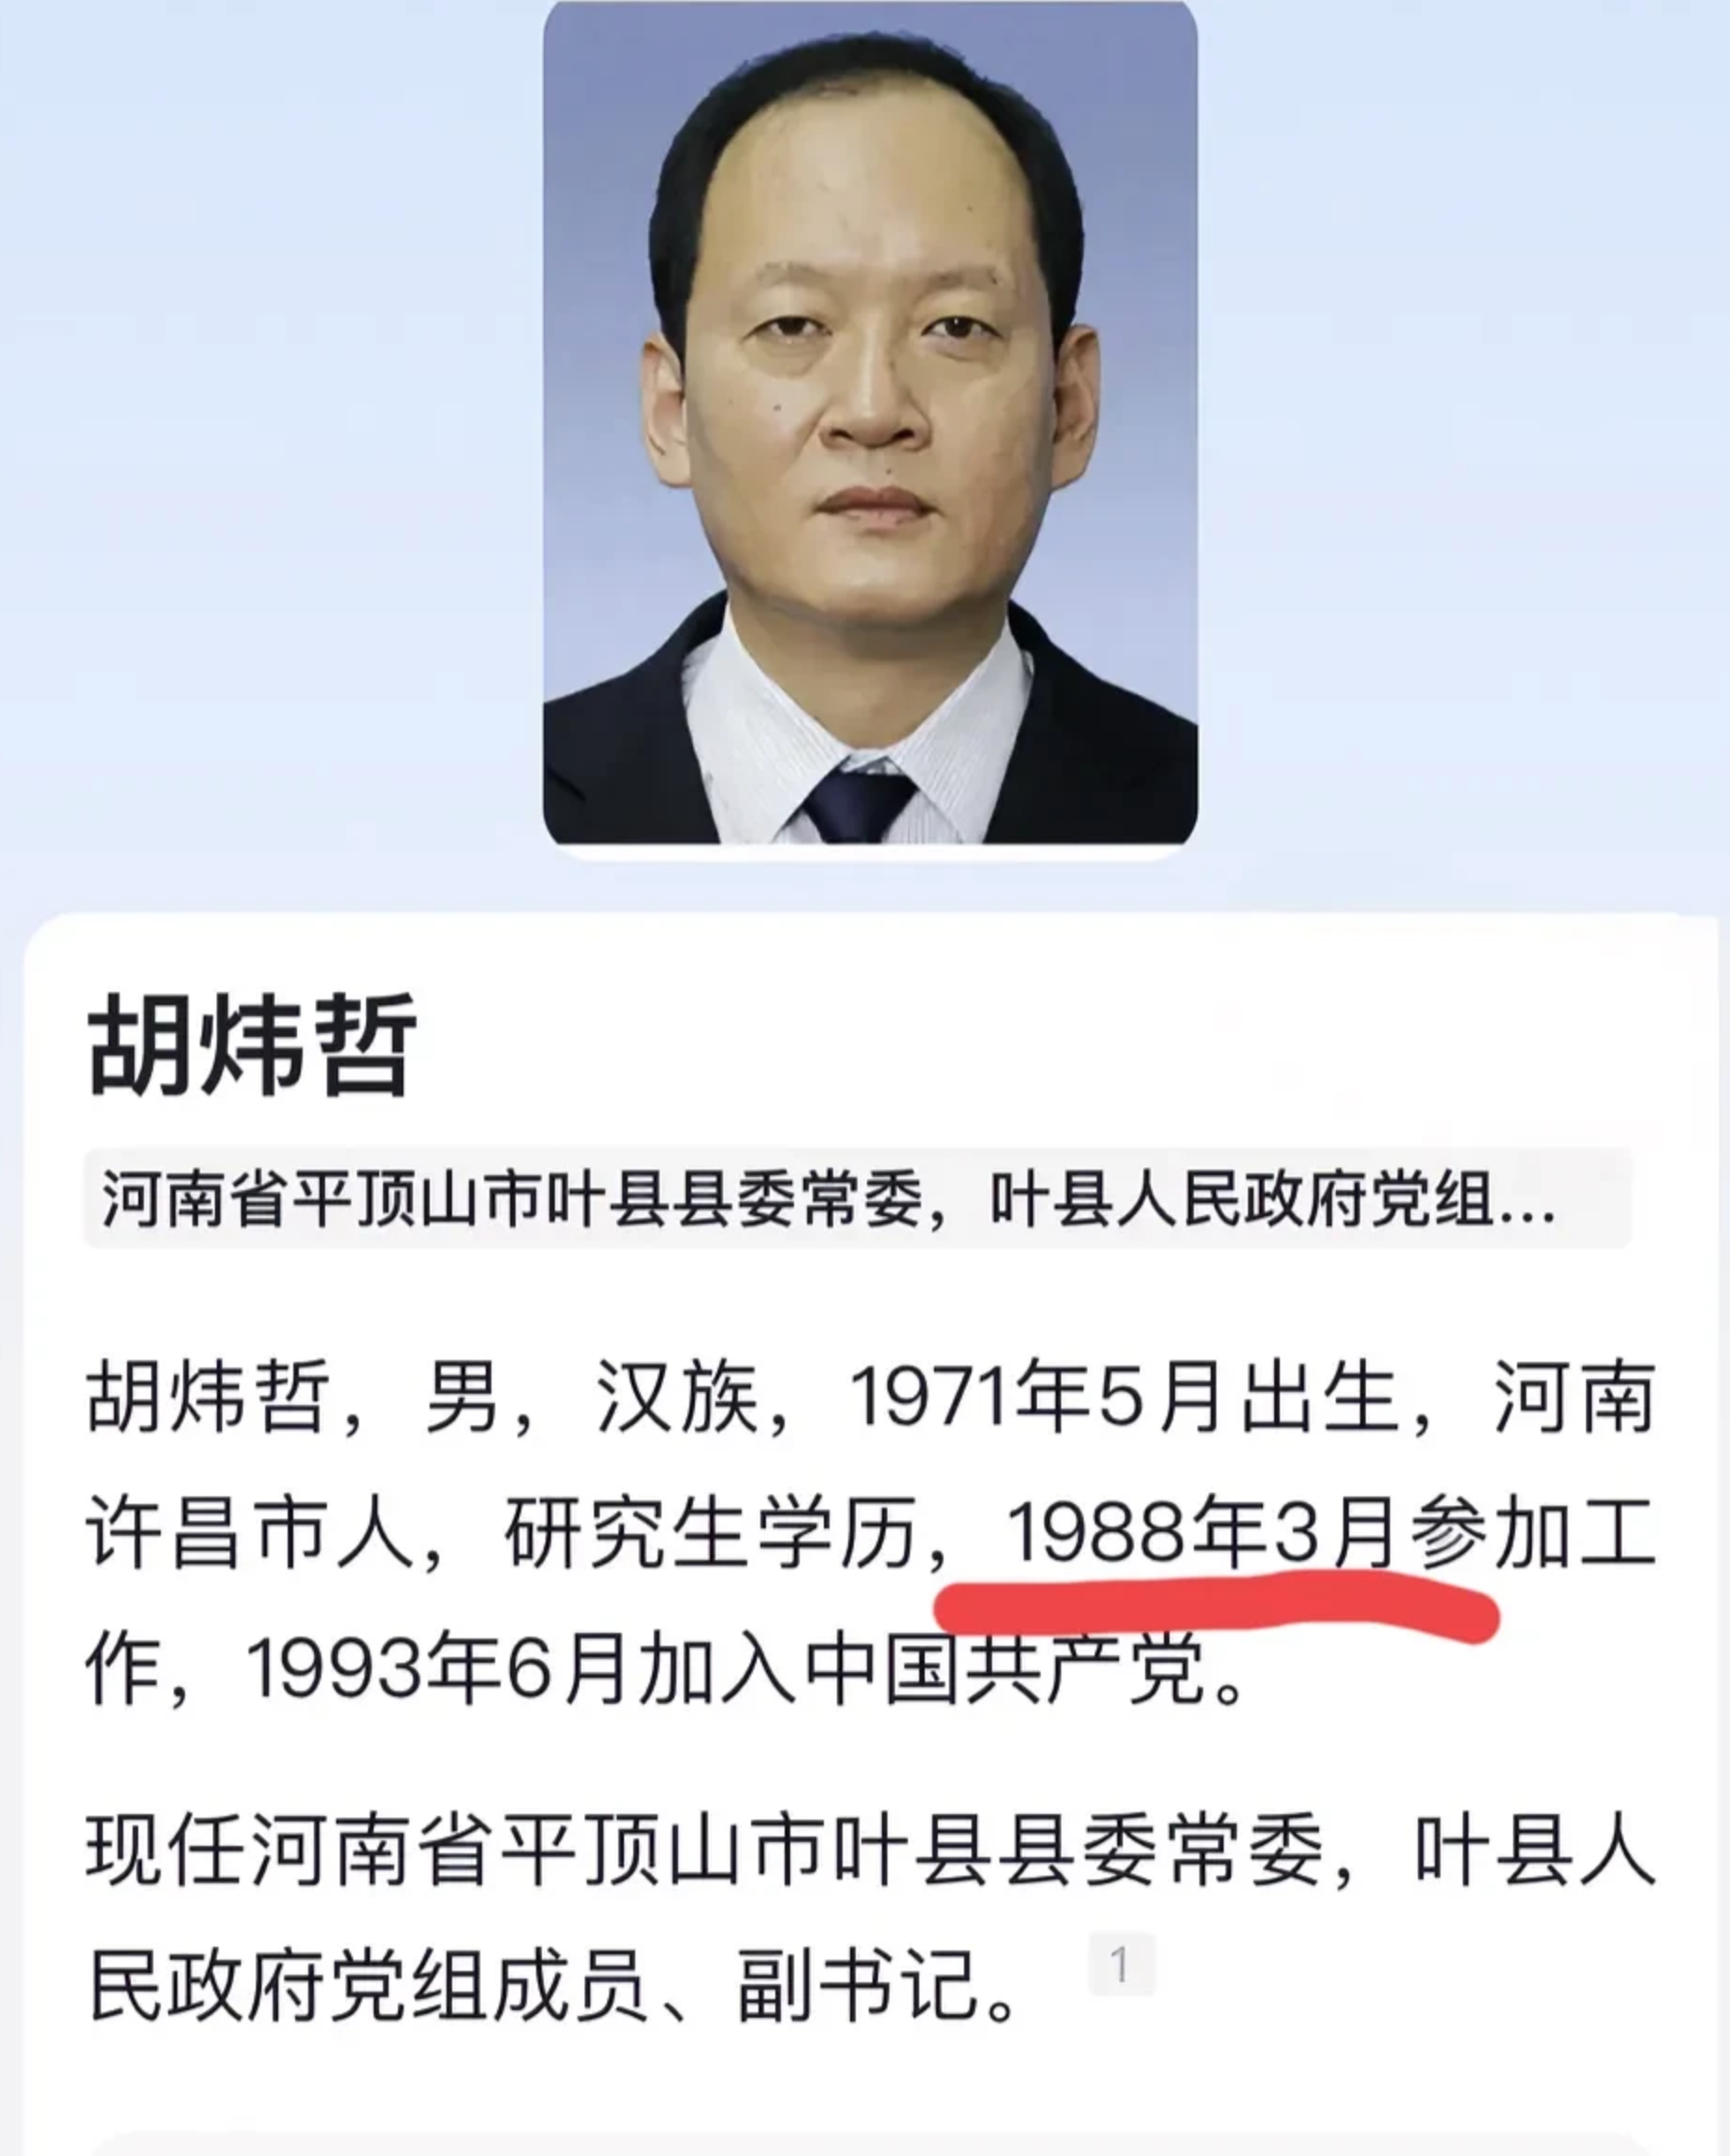 胡炜哲
河南省平顶山市叶县县委常委，叶县人民政府党组...
胡炜哲，男，汉族，1971年5月出生，河南
许昌市人，研究生学历，1988年3月参加工
作，1993年6月加入中国共产党。
现任河南省平顶山市叶县县委常委，叶县人
民政府党组成员、副书记。 1